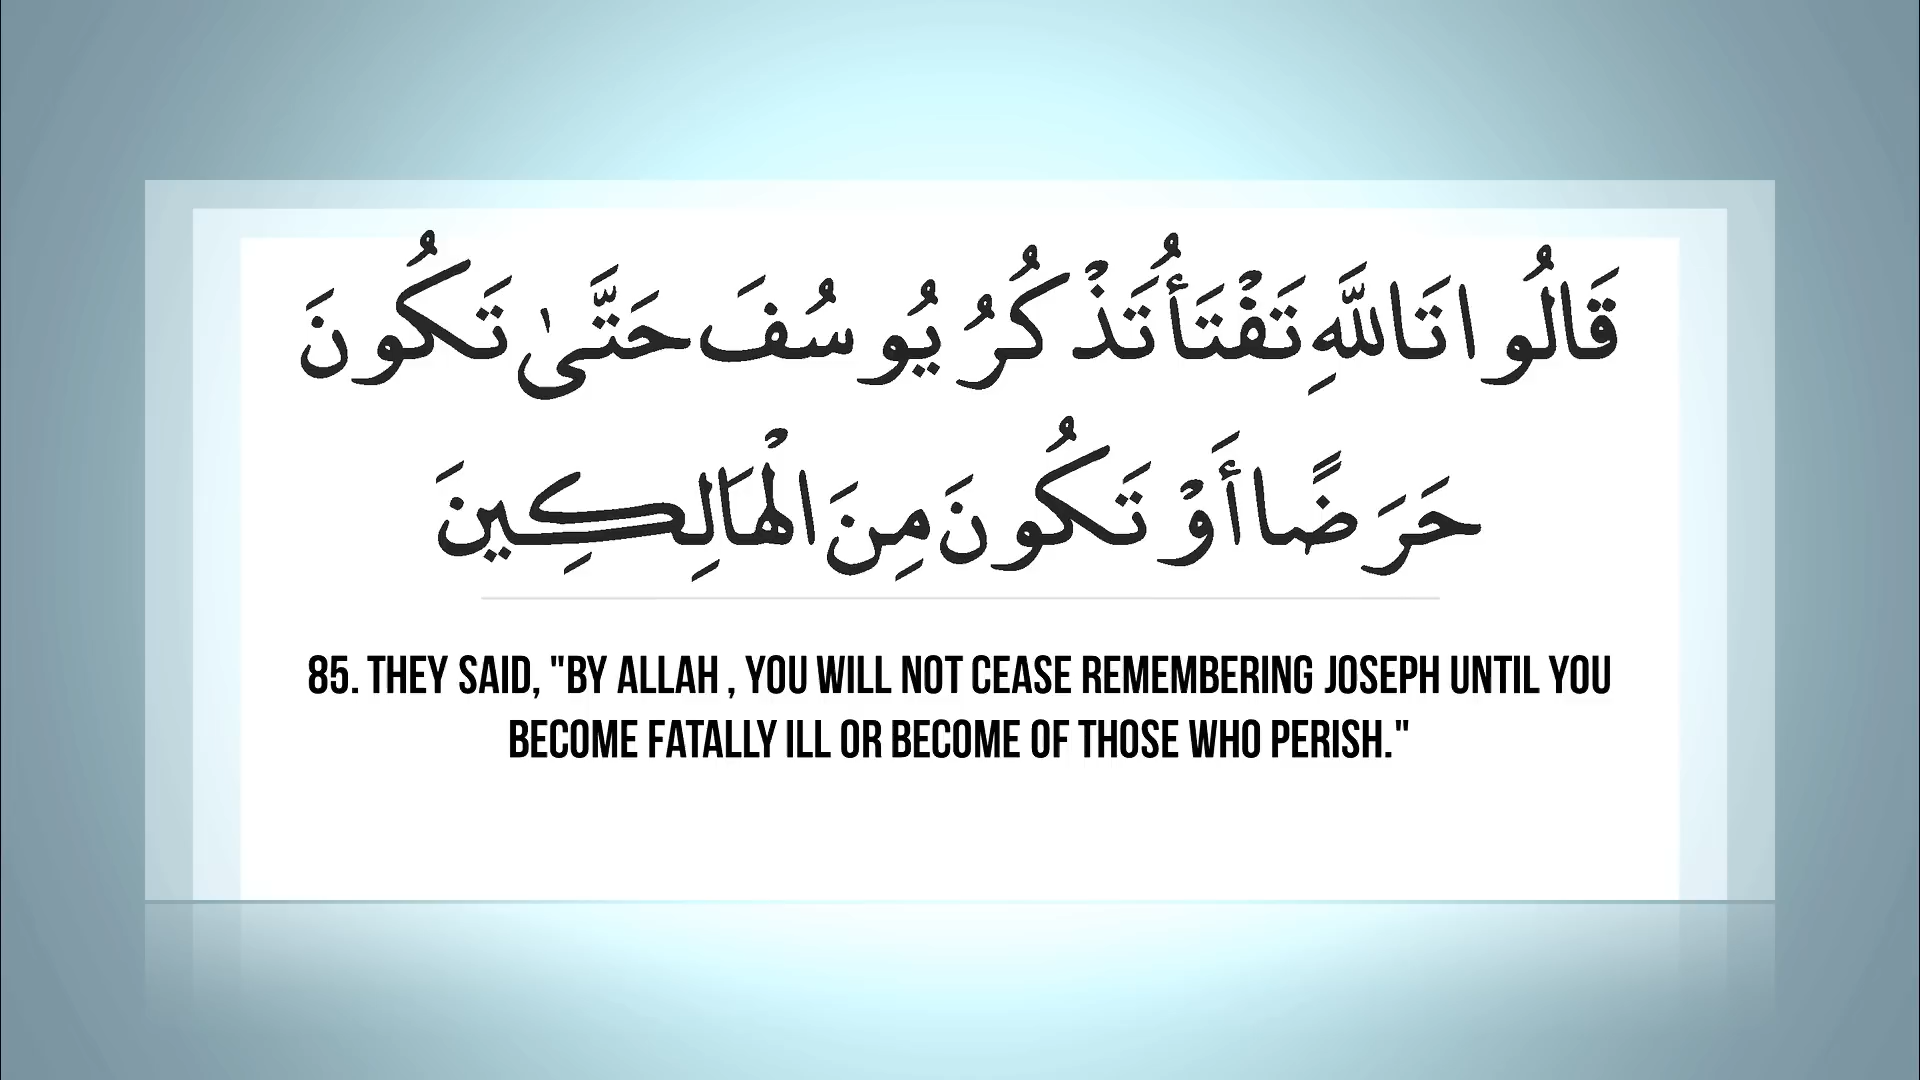 قَالُوا تَاللَّهِ تَفْتَأُ تَذْكُرُ يُوسُفَ حَتَّىٰ تَكُونَ
حَرَضًا أَوْ تَكُونَ مِنَ الْهَالِكِينَ
85. THEY SAID, "BY ALLAH , YOU WILL NOT CEASE REMEMBERING JOSEPH UNTIL YOU
BECOME FATALLY ILL OR BECOME OF THOSE WHO PERISH."